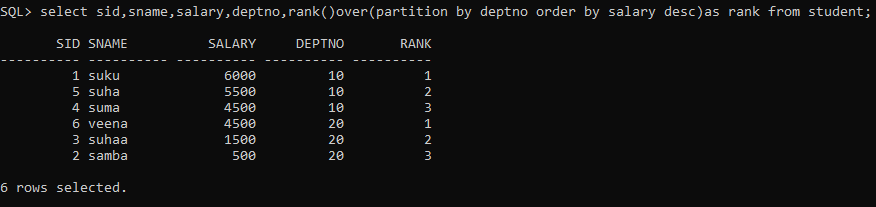 SQL> select sid,sname,salary,deptno,rank()over(partition by deptno order by salary desc)as rank from student;
SID SNAME SALARY DEPTNO RANK
---------- ---------- ---------- ---------- ----------
1 suku 6000 10 1
5 suha 5500 10 2
4 suma 4500 10 3
6 veena 4500 20 1
3 suhaa 1500 20 2
2 samba 500 20 3
6 rows selected.